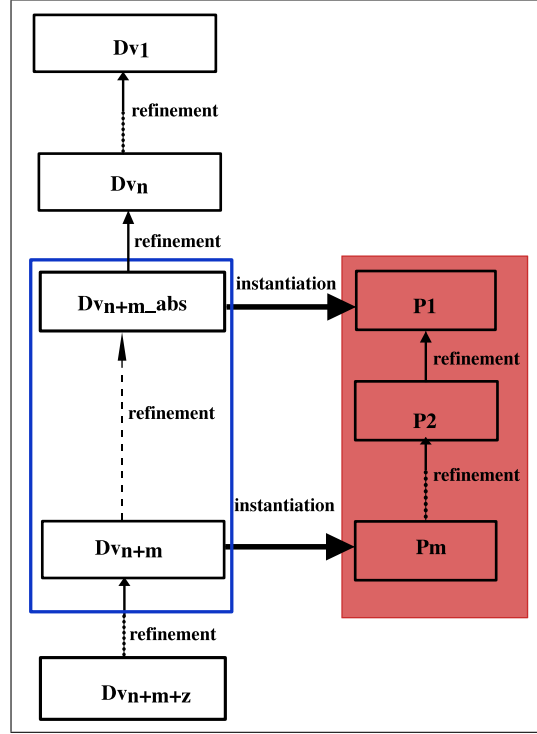 Dv1
refinement
Dvn
refinement
instantiation
Dvn+m_abs
P1
refinement
refinement
P2
refinement
instantiation
Dvn+m
Pm
refinement
Dvn+m+z